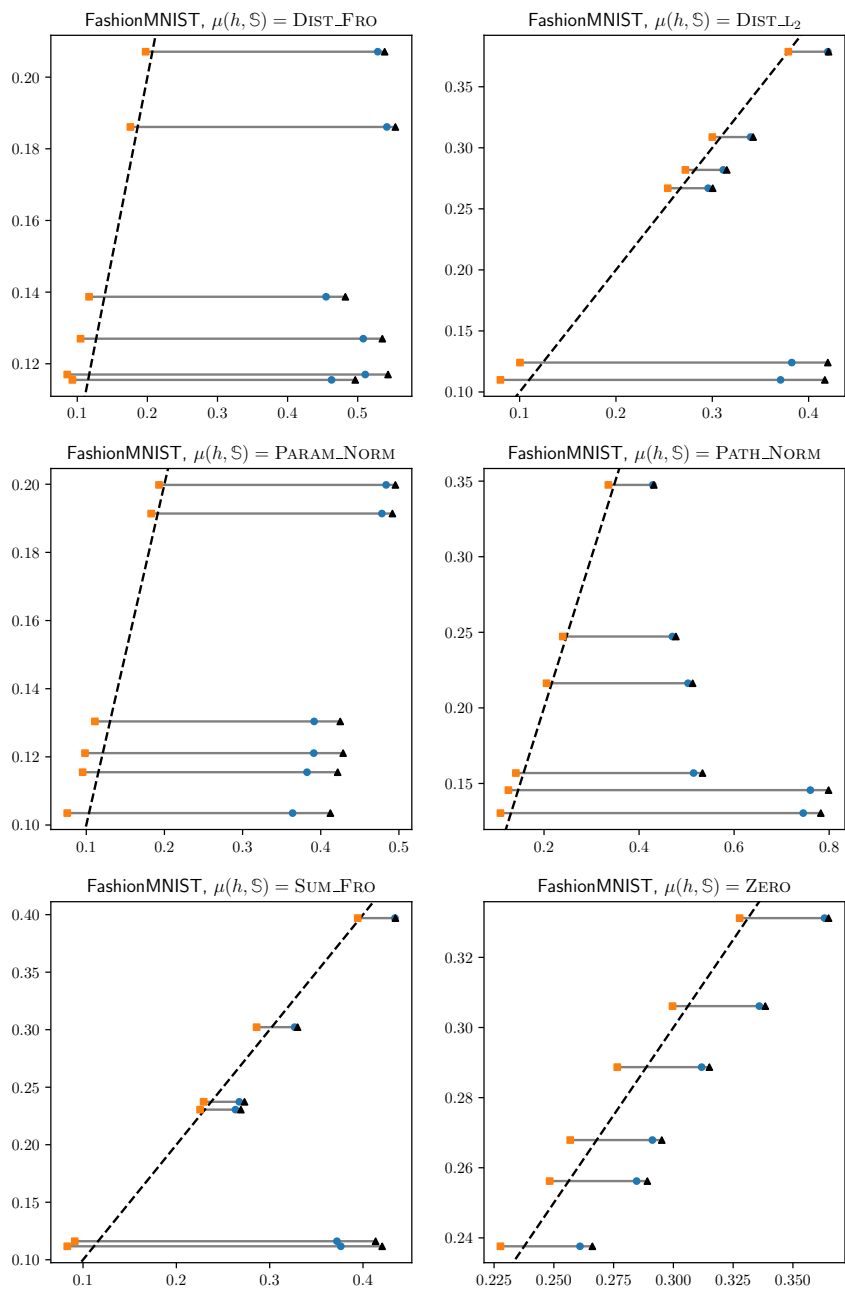 FashionMNIST, μ(h, 𝕊) = DIST_FRO
0.20
0.18
0.16
0.14
0.12
0.1 0.2 0.3 0.4 0.5
FashionMNIST, μ(h, 𝕊) = DIST_L₂
0.35
0.30
0.25
0.20
0.15
0.10
0.1 0.2 0.3 0.4
FashionMNIST, μ(h, 𝕊) = PARAM_NORM
0.20
0.18
0.16
0.14
0.12
0.10
0.1 0.2 0.3 0.4 0.5
FashionMNIST, μ(h, 𝕊) = PATH_NORM
0.35
0.30
0.25
0.20
0.15
0.2 0.4 0.6 0.8
FashionMNIST, μ(h, 𝕊) = SUM_FRO
0.40
0.35
0.30
0.25
0.20
0.15
0.10
0.1 0.2 0.3 0.4
FashionMNIST, μ(h, 𝕊) = ZERO
0.32
0.30
0.28
0.26
0.24
0.225 0.250 0.275 0.300 0.325 0.350